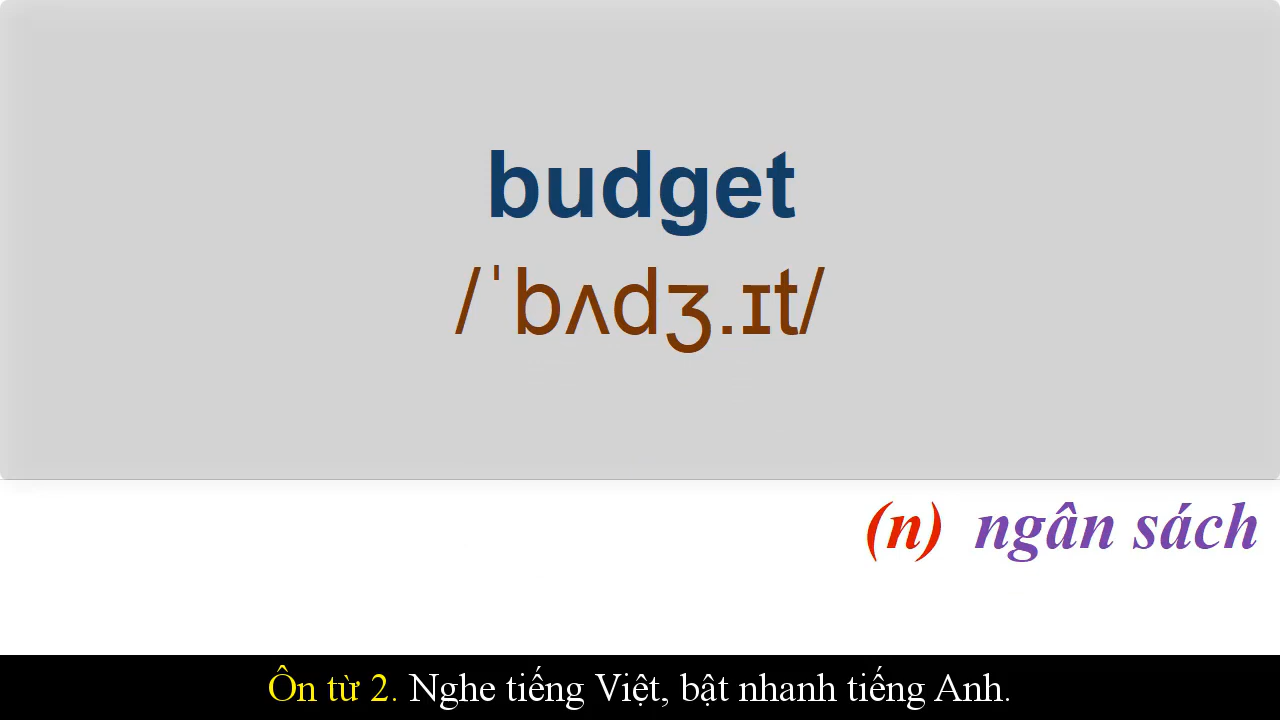 budget
/ˈbʌdʒ.ɪt/
(n) ngân sách
Ôn từ 2. Nghe tiếng Việt, bật nhanh tiếng Anh.